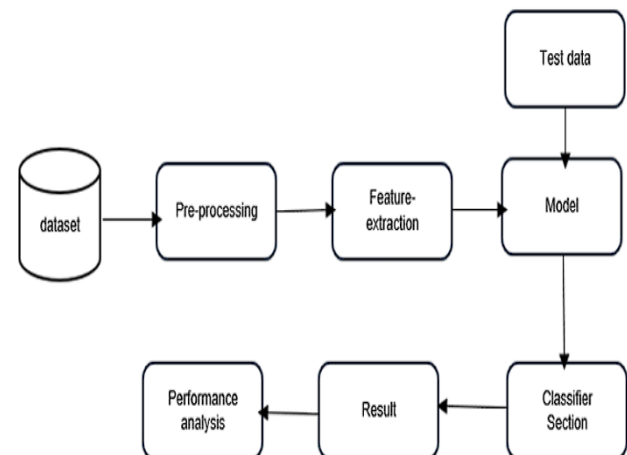 Test data
dataset
Pre-processing
Feature-
extraction
Model
Performance
analysis
Result
Classifier
Section